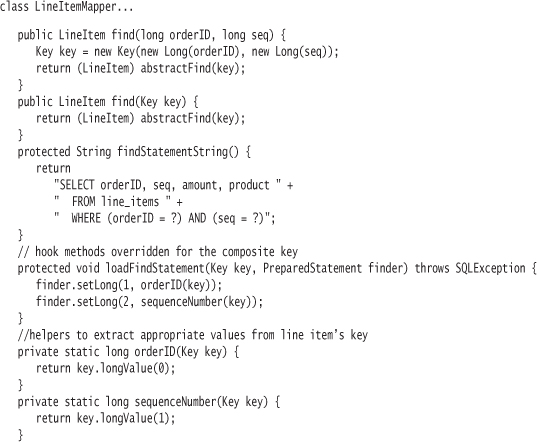 class LineItemMapper...
public LineItem find(long orderID, long seq) {
Key key = new Key(new Long(orderID), new Long(seq));
return (LineItem) abstractFind(key);
}
public LineItem find(Key key) {
return (LineItem) abstractFind(key);
}
protected String findStatementString() {
return
"SELECT orderID, seq, amount, product " +
"  FROM line_items " +
"  WHERE (orderID = ?) AND (seq = ?)";
}
// hook methods overridden for the composite key
protected void loadFindStatement(Key key, PreparedStatement finder) throws SQLException {
finder.setLong(1, orderID(key));
finder.setLong(2, sequenceNumber(key));
}
//helpers to extract appropriate values from line item's key
private static long orderID(Key key) {
return key.longValue(0);
}
private static long sequenceNumber(Key key) {
return key.longValue(1);
}